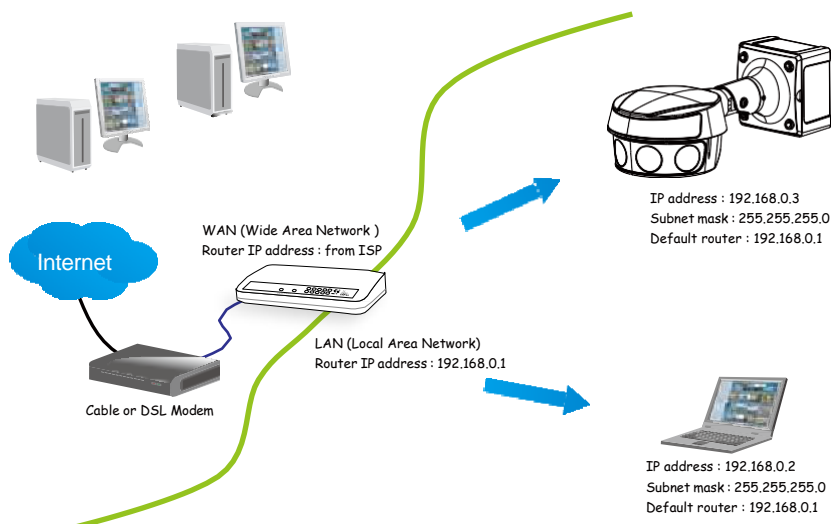 IP address : 192.168.0.3
Subnet mask : 255.255.255.0
Default router : 192.168.0.1
WAN (Wide Area Network )
Router IP address : from ISP
Internet
LAN (Local Area Network)
Router IP address : 192.168.0.1
Cable or DSL Modem
IP address : 192.168.0.2
Subnet mask : 255.255.255.0
Default router : 192.168.0.1